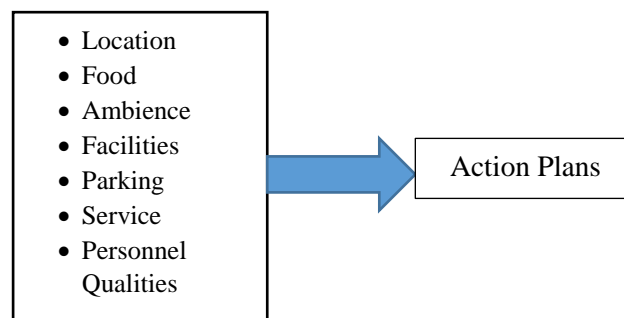 • Location
• Food
• Ambience
• Facilities
• Parking
• Service
• Personnel
Qualities
Action Plans